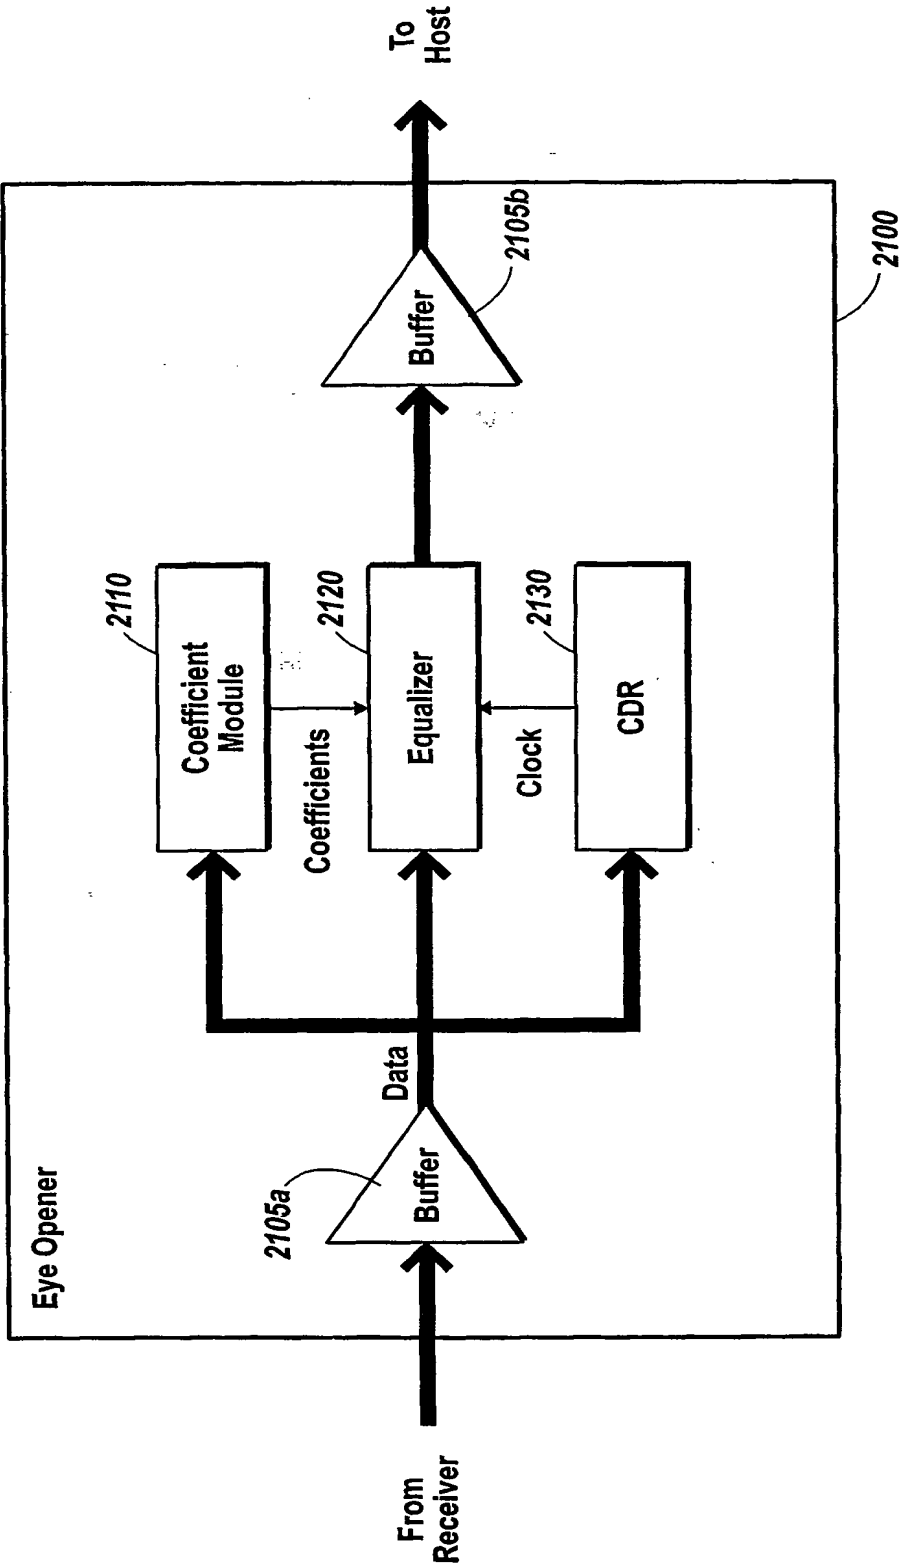 Eye Opener
From
Receiver
2105a
Buffer
Data
2110
Coefficient
Module
Coefficients
2120
Equalizer
Clock
2130
CDR
Buffer
2105b
To
Host
2100